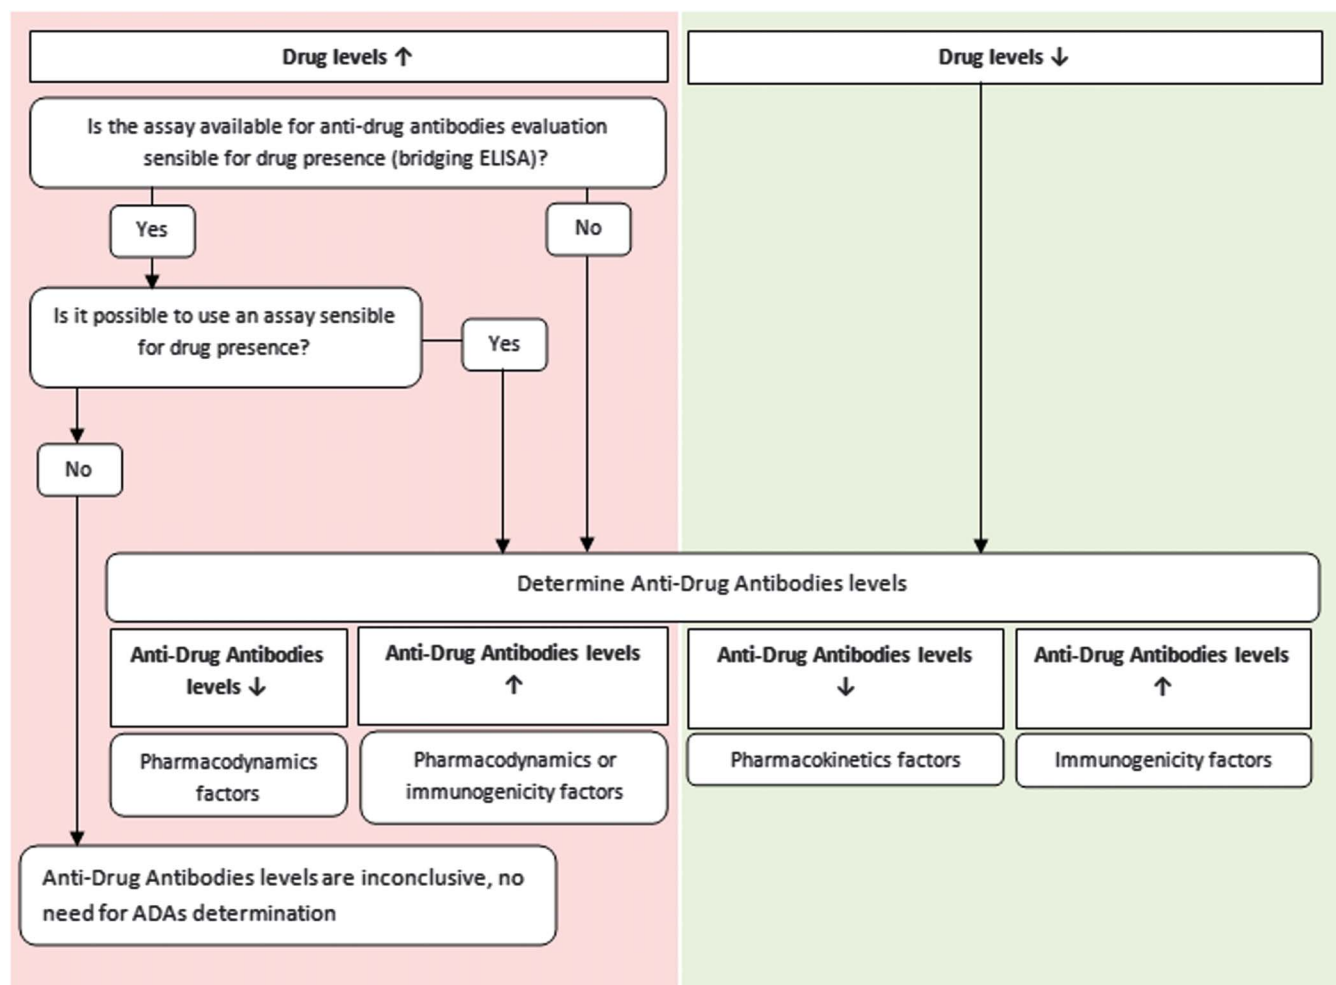 Drug levels ↑
Drug levels ↓
Is the assay available for anti-drug antibodies evaluation
sensible for drug presence (bridging ELISA)?
Yes
No
Is it possible to use an assay sensible
for drug presence?
Yes
No
Determine Anti-Drug Antibodies levels
Anti-Drug Antibodies
levels ↓
Anti-Drug Antibodies levels
↑
Anti-Drug Antibodies levels
↓
Anti-Drug Antibodies levels
↑
Pharmacodynamics
factors
Pharmacodynamics or
immunogenicity factors
Pharmacokinetics factors
Immunogenicity factors
Anti-Drug Antibodies levels are inconclusive, no
need for ADAs determination